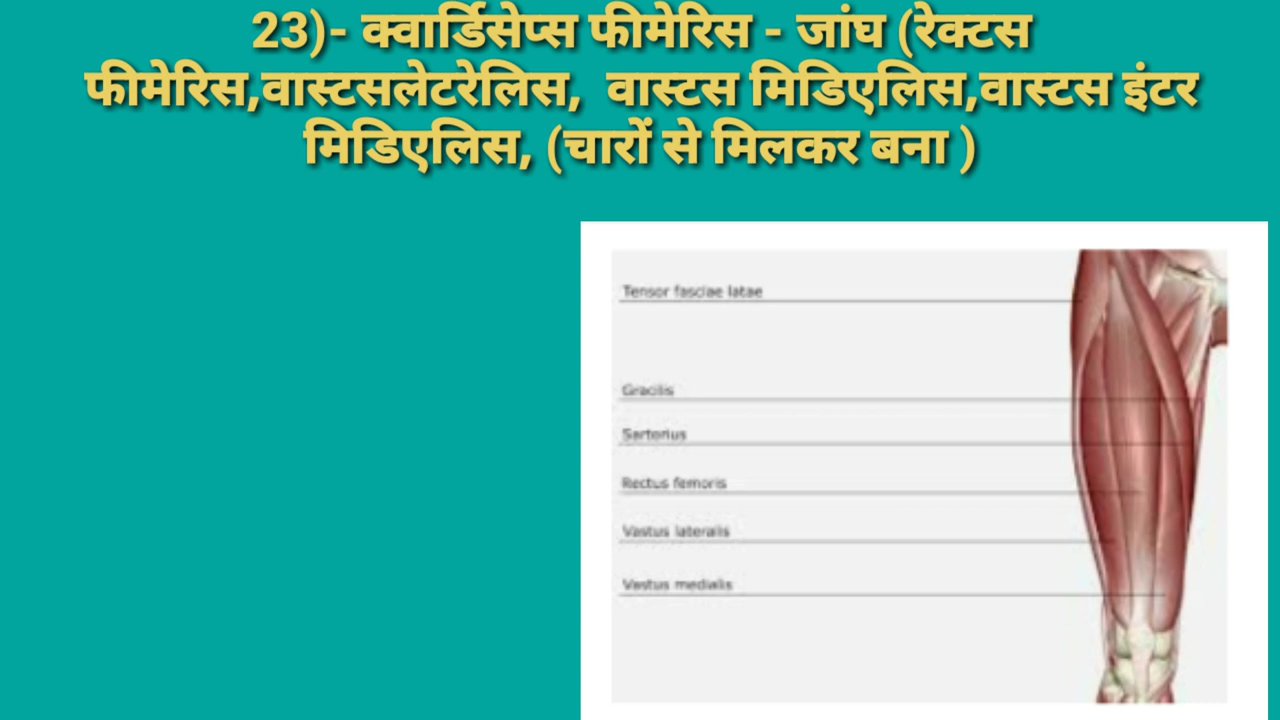 23)- क्वार्डिसेप्स फीमेरिस - जांघ (रेक्टस
फीमेरिस,वास्टसलेटरेलिस, वास्टस मिडिएलिस,वास्टस इंटर
मिडिएलिस, (चारों से मिलकर बना )
Tensor fasciae latae
Gracilis
Sartorius
Rectus femoris
Vastus lateralis
Vastus medialis